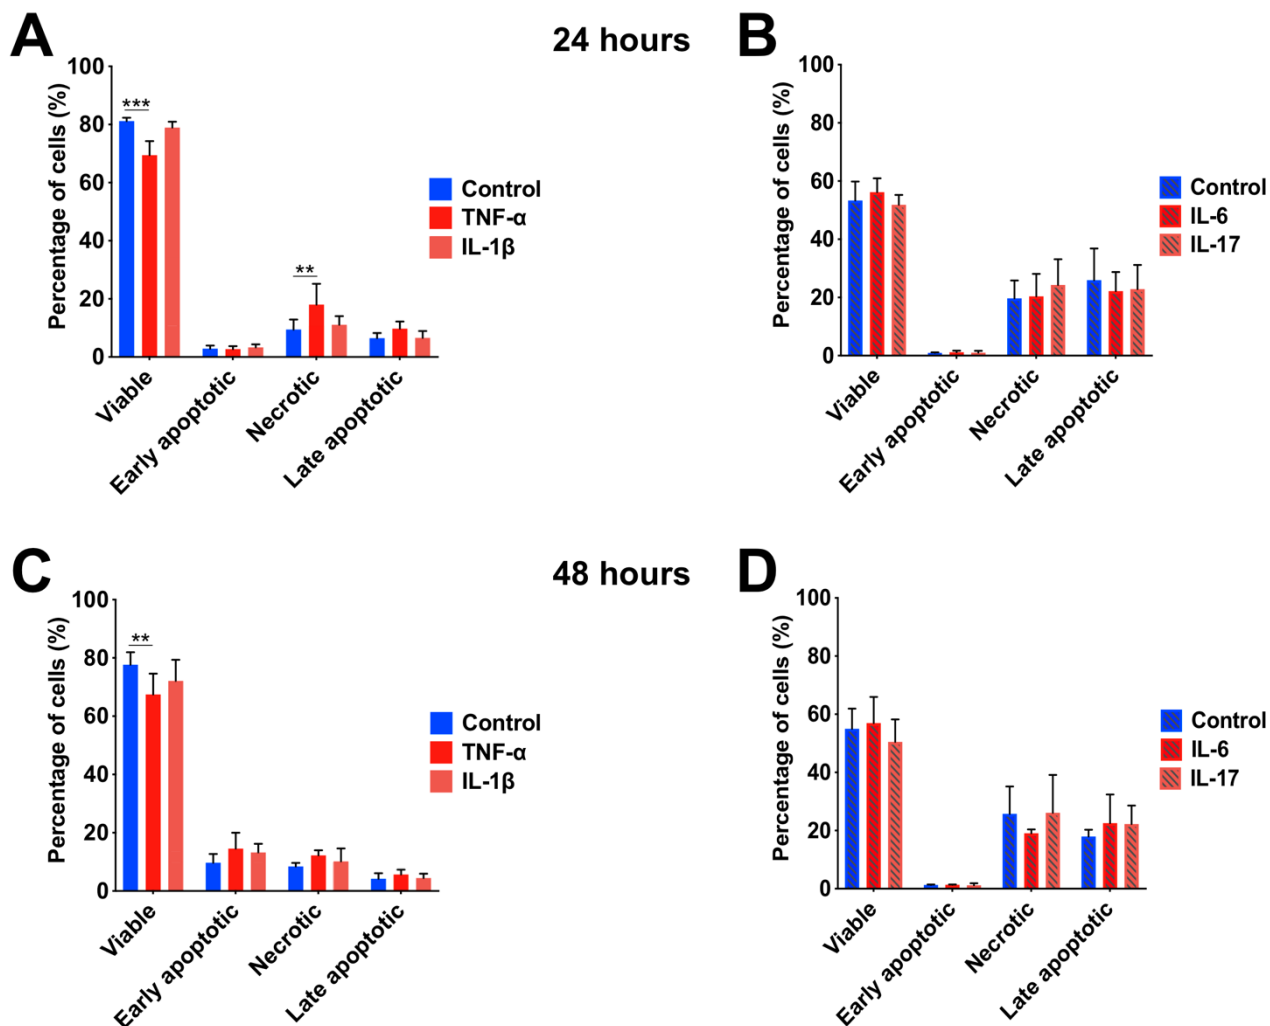 A
24 hours
B
Percentage of cells (%)
100
80
60
40
20
0
***
**
Viable
Early apoptotic
Necrotic
Late apoptotic
Control
TNF-α
IL-1β
Percentage of cells (%)
100
80
60
40
20
0
Viable
Early apoptotic
Necrotic
Late apoptotic
Control
IL-6
IL-17
C
48 hours
D
Percentage of cells (%)
100
80
60
40
20
0
**
Viable
Early apoptotic
Necrotic
Late apoptotic
Control
TNF-α
IL-1β
Percentage of cells (%)
100
80
60
40
20
0
Viable
Early apoptotic
Necrotic
Late apoptotic
Control
IL-6
IL-17